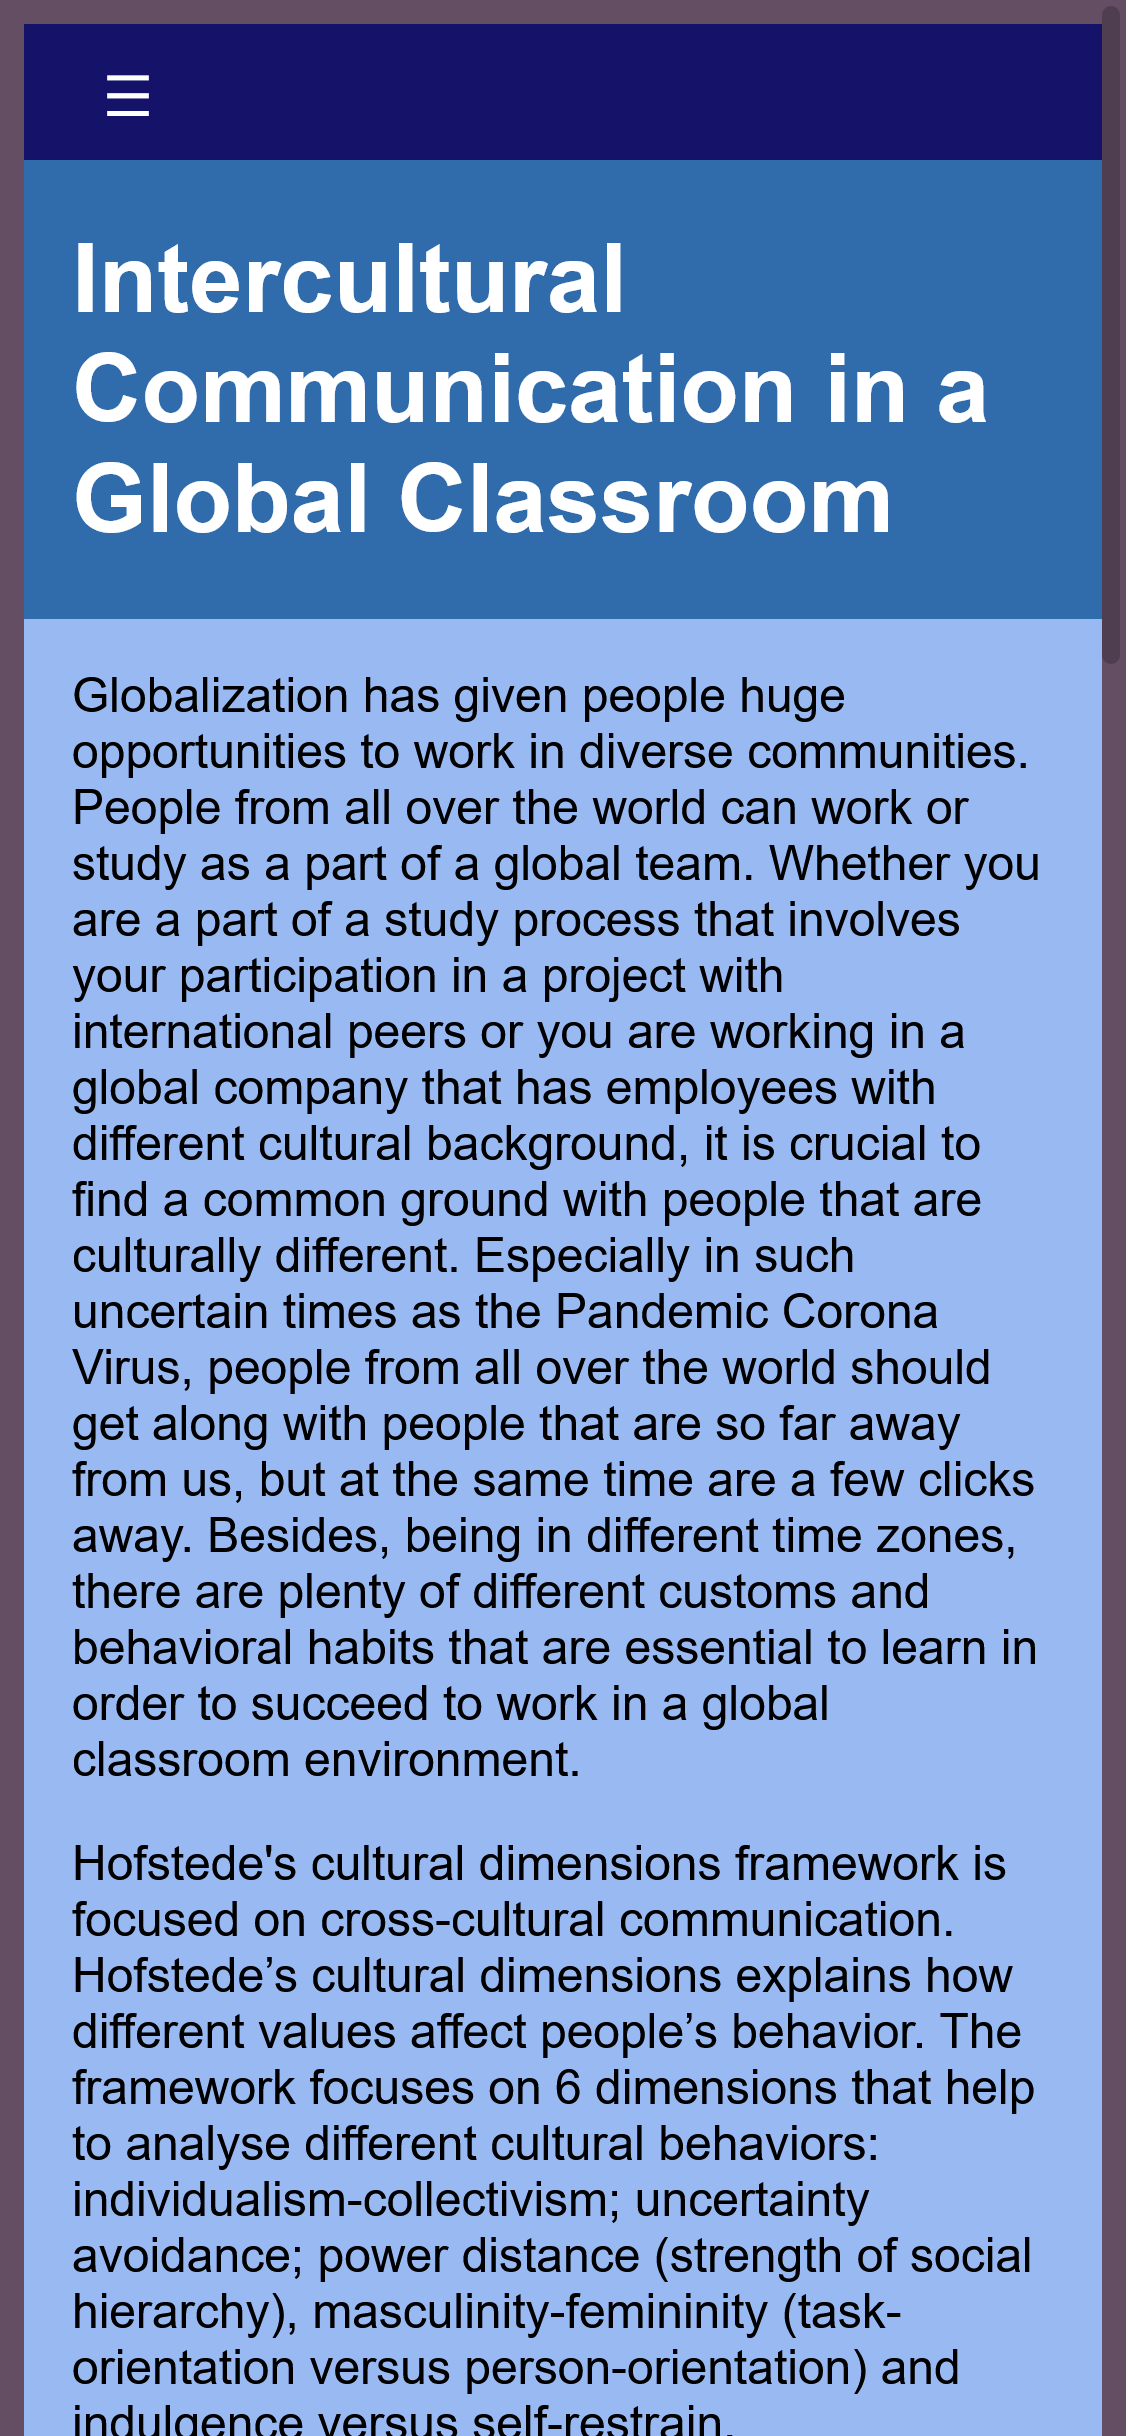 Intercultural
Communication in a
Global Classroom
Globalization has given people huge
opportunities to work in diverse communities.
People from all over the world can work or
study as a part of a global team. Whether you
are a part of a study process that involves
your participation in a project with
international peers or you are working in a
global company that has employees with
different cultural background, it is crucial to
find a common ground with people that are
culturally different. Especially in such
uncertain times as the Pandemic Corona
Virus, people from all over the world should
get along with people that are so far away
from us, but at the same time are a few clicks
away. Besides, being in different time zones,
there are plenty of different customs and
behavioral habits that are essential to learn in
order to succeed to work in a global
classroom environment.
Hofstede's cultural dimensions framework is
focused on cross-cultural communication.
Hofstede’s cultural dimensions explains how
different values affect people’s behavior. The
framework focuses on 6 dimensions that help
to analyse different cultural behaviors:
individualism-collectivism; uncertainty
avoidance; power distance (strength of social
hierarchy), masculinity-femininity (task-
orientation versus person-orientation) and
indulgence versus self-restrain.